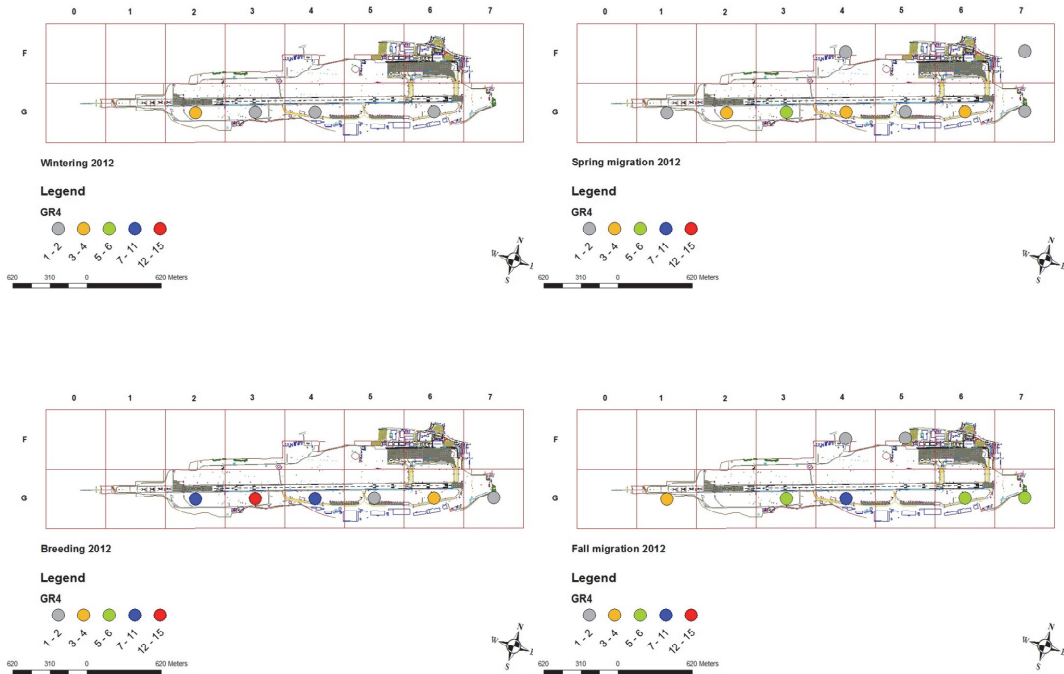 0 1 2 3 4 5 6 7
F
G
Wintering 2012
Legend
GR4
1 - 2 3 - 4 5 - 6 7 - 11 12 - 15
N
W E
S
620 310 0 620 Meters
0 1 2 3 4 5 6 7
F
G
Spring migration 2012
Legend
GR4
1 - 2 3 - 4 5 - 6 7 - 11 12 - 15
N
W E
S
620 310 0 620 Meters
0 1 2 3 4 5 6 7
F
G
Breeding 2012
Legend
GR4
1 - 2 3 - 4 5 - 6 7 - 11 12 - 15
N
W E
S
620 310 0 620 Meters
0 1 2 3 4 5 6 7
F
G
Fall migration 2012
Legend
GR4
1 - 2 3 - 4 5 - 6 7 - 11 12 - 15
N
W E
S
620 310 0 620 Meters